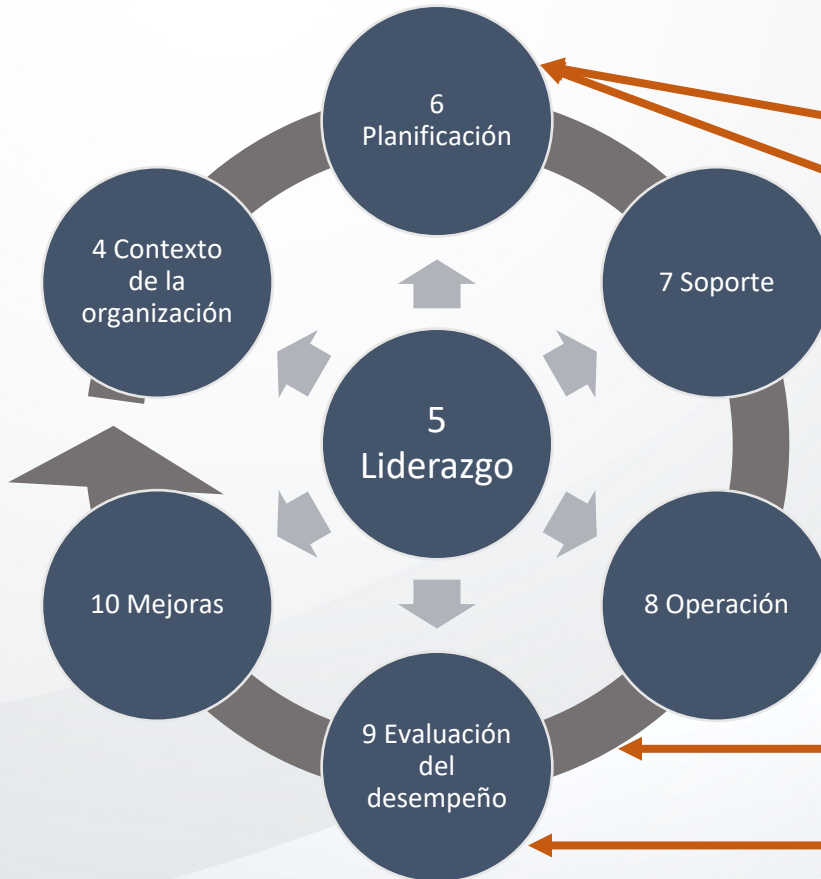 6
Planificación
7 Soporte
8 Operación
9 Evaluación
del
desempeño
10 Mejoras
4 Contexto
de la
organización
5
Liderazgo